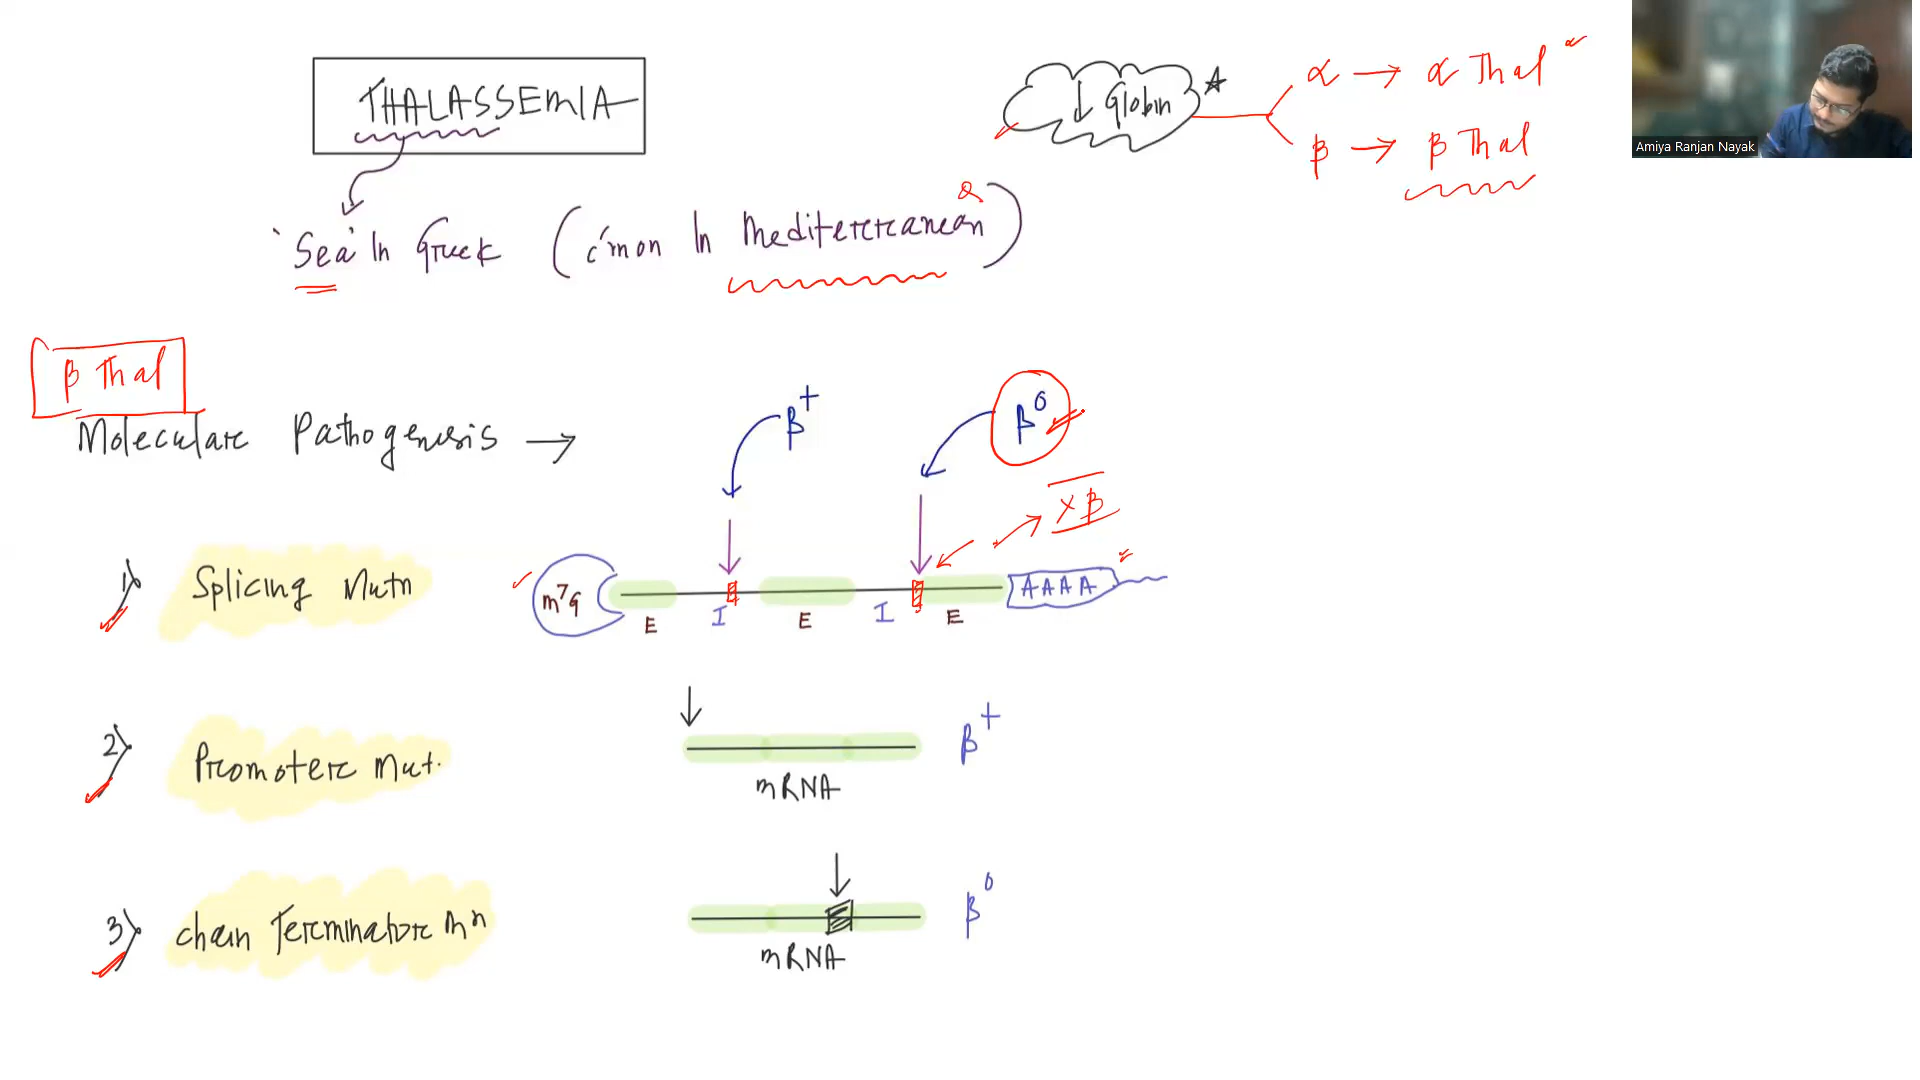 THALASSEMIA
↓ Globin ★
α → α Thal
β → β Thal
Amiya Ranjan Nayak
'Sea' In Greek (c'mon In Mediterranean)
β Thal
Molecular Pathogenesis →
β+
β0
X β
1) Splicing Mutn
m7G
AAAA
E I E I E
2) Promoter Mut.
β+
mRNA
3) chain Terminator Mn
β0
mRNA